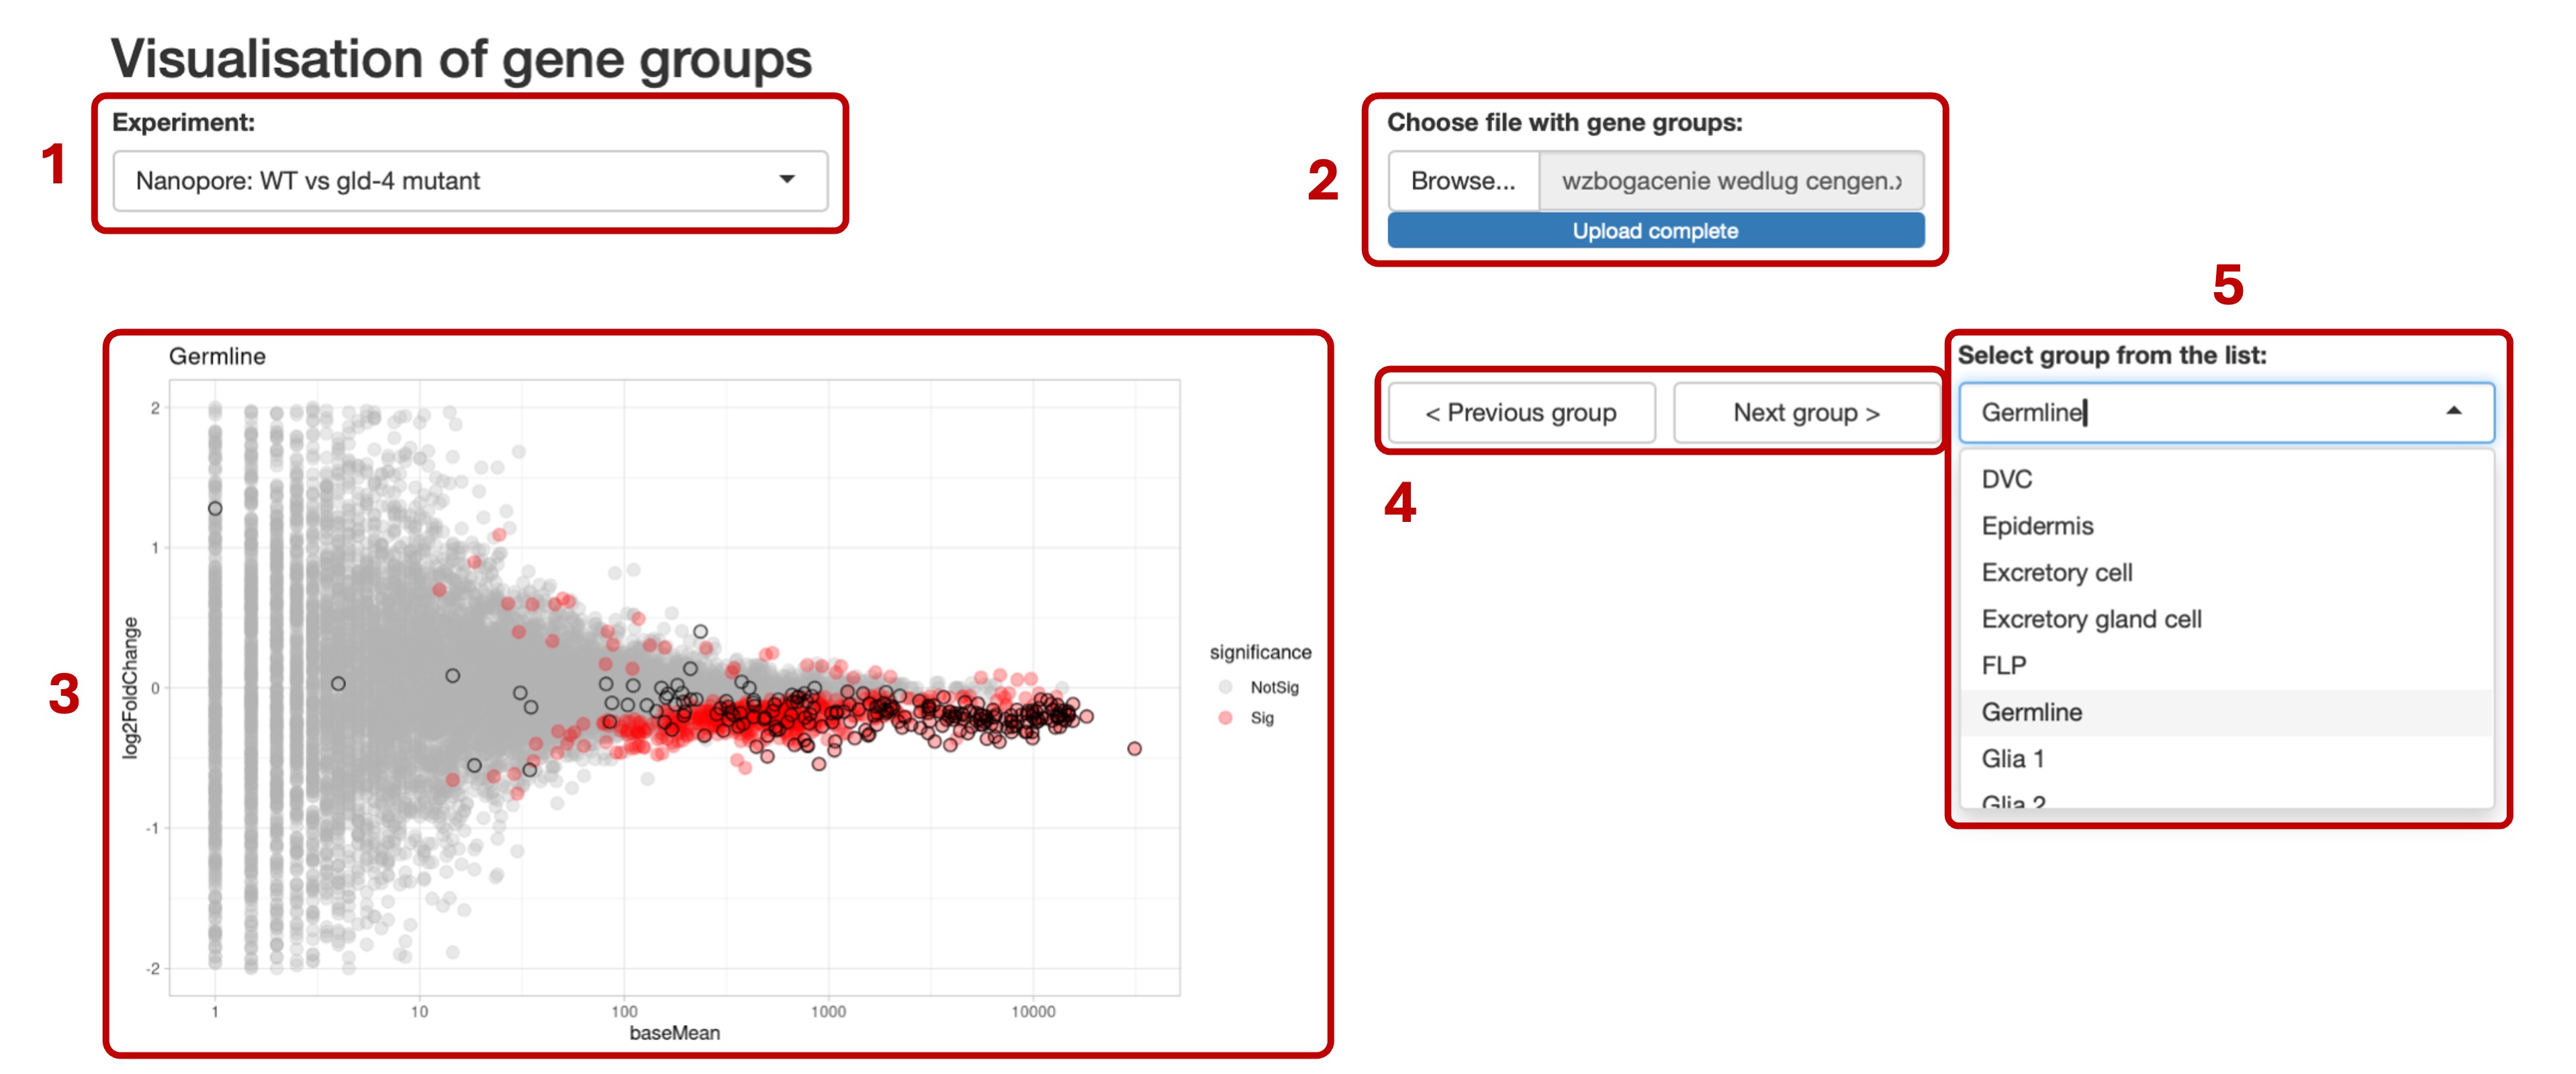 Visualisation of gene groups
1
Experiment:
Nanopore: WT vs gld-4 mutant
2
Choose file with gene groups:
Browse... wzbogacenie wedlug cengen.
Upload complete
3
Germline
2
1
0
-1
-2
log2FoldChange
1 10 100 1000 10000
baseMean
significance
NotSig
Sig
4
< Previous group Next group >
5
Select group from the list:
Germline
DVC
Epidermis
Excretory cell
Excretory gland cell
FLP
Germline
Glia 1
Glia 2